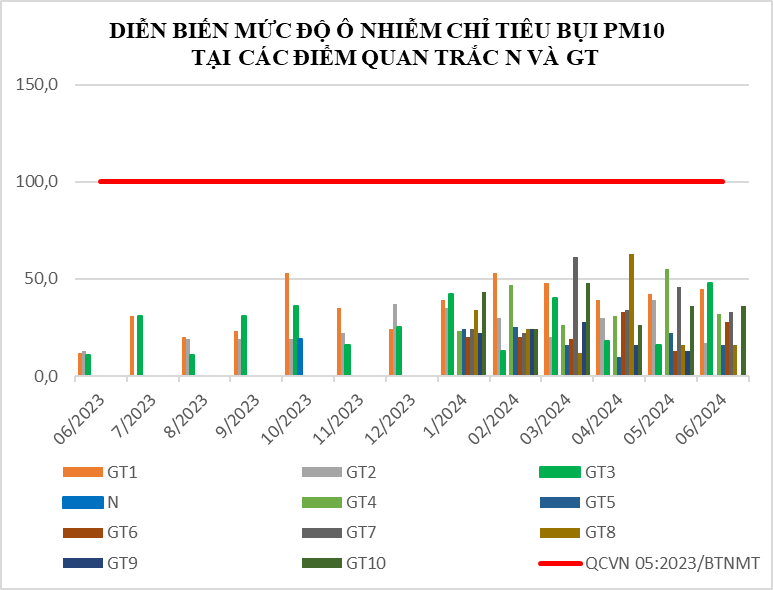 DIỄN BIẾN MỨC ĐỘ Ô NHIỄM CHỈ TIÊU BỤI PM10
TẠI CÁC ĐIỂM QUAN TRẮC N VÀ GT
150,0
100,0
50,0
0,0
06/2023 7/2023 8/2023 9/2023 10/2023 11/2023 12/2023 1/2024 02/2024 03/2024 04/2024 05/2024 06/2024
GT1 GT2 GT3
N GT4 GT5
GT6 GT7 GT8
GT9 GT10 QCVN 05:2023/BTNMT